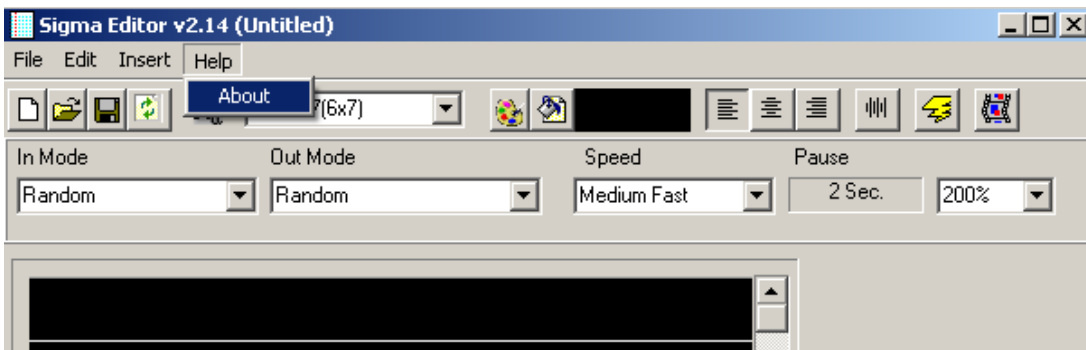 Sigma Editor v2.14 (Untitled)
File Edit Insert Help
About
7(6x7)
In Mode Out Mode Speed Pause
Random Random Medium Fast 2 Sec. 200%